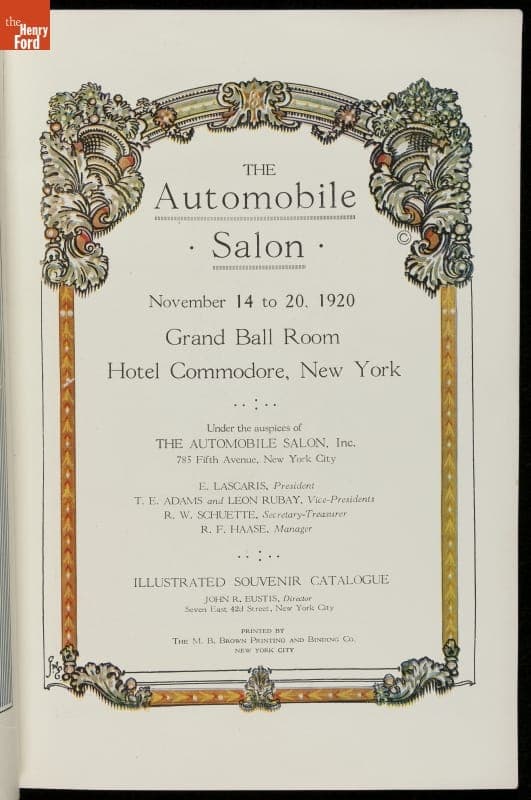 the
Henry
Ford
THE
Automobile
· Salon ·
©
November 14 to 20, 1920
Grand Ball Room
Hotel Commodore, New York
Under the auspices of
THE AUTOMOBILE SALON, Inc.
785 Fifth Avenue, New York City
E. LASCARIS, President
T. E. ADAMS and LEON RUBAY, Vice-Presidents
R. W. SCHUETTE, Secretary-Treasurer
R. F. HAASE, Manager
ILLUSTRATED SOUVENIR CATALOGUE
JOHN R. EUSTIS, Director
Seven East 42d Street, New York City
PRINTED BY
THE M. B. BROWN PRINTING AND BINDING CO.
NEW YORK CITY